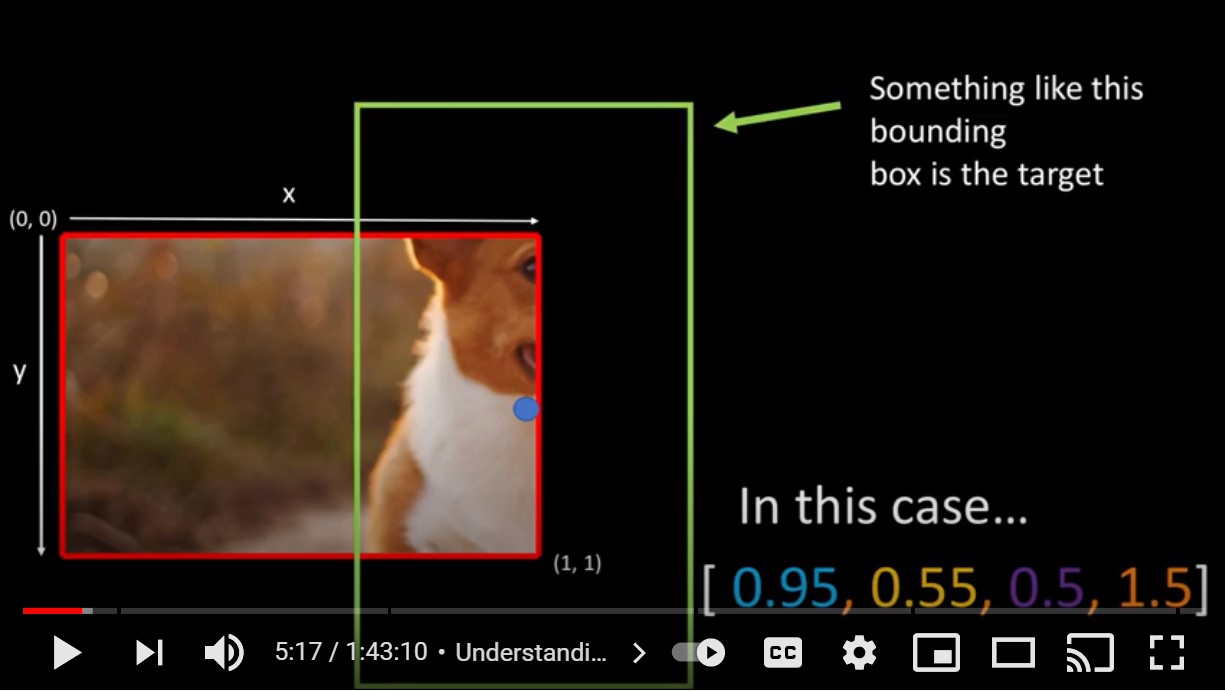 Something like this
bounding
box is the target
x
(0, 0)
y
(1, 1)
In this case...
[ 0.95, 0.55, 0.5, 1.5]
5:17 / 1:43:10 • Understandi...
CC